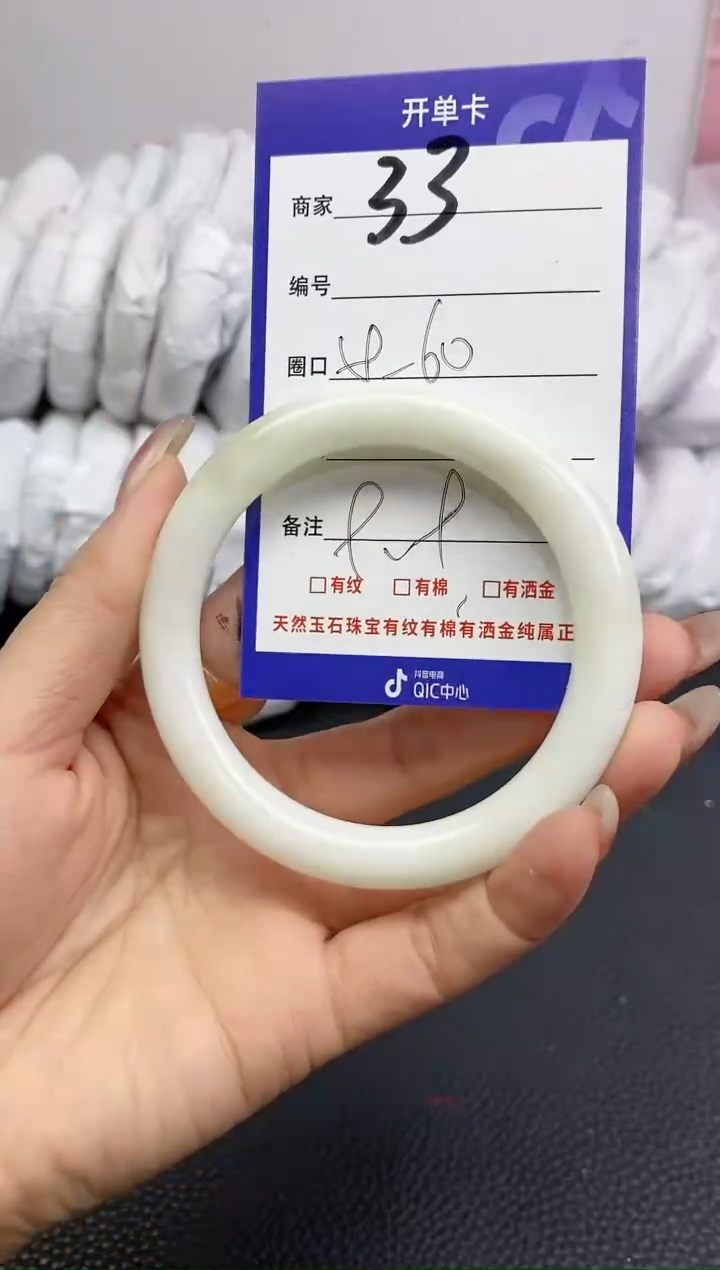 开单卡
商家 33
编号
圈口 60
备注
□有纹 □有棉 □有洒金
天然玉石珠宝有纹有棉有洒金纯属正
抖音电商
QIC中心